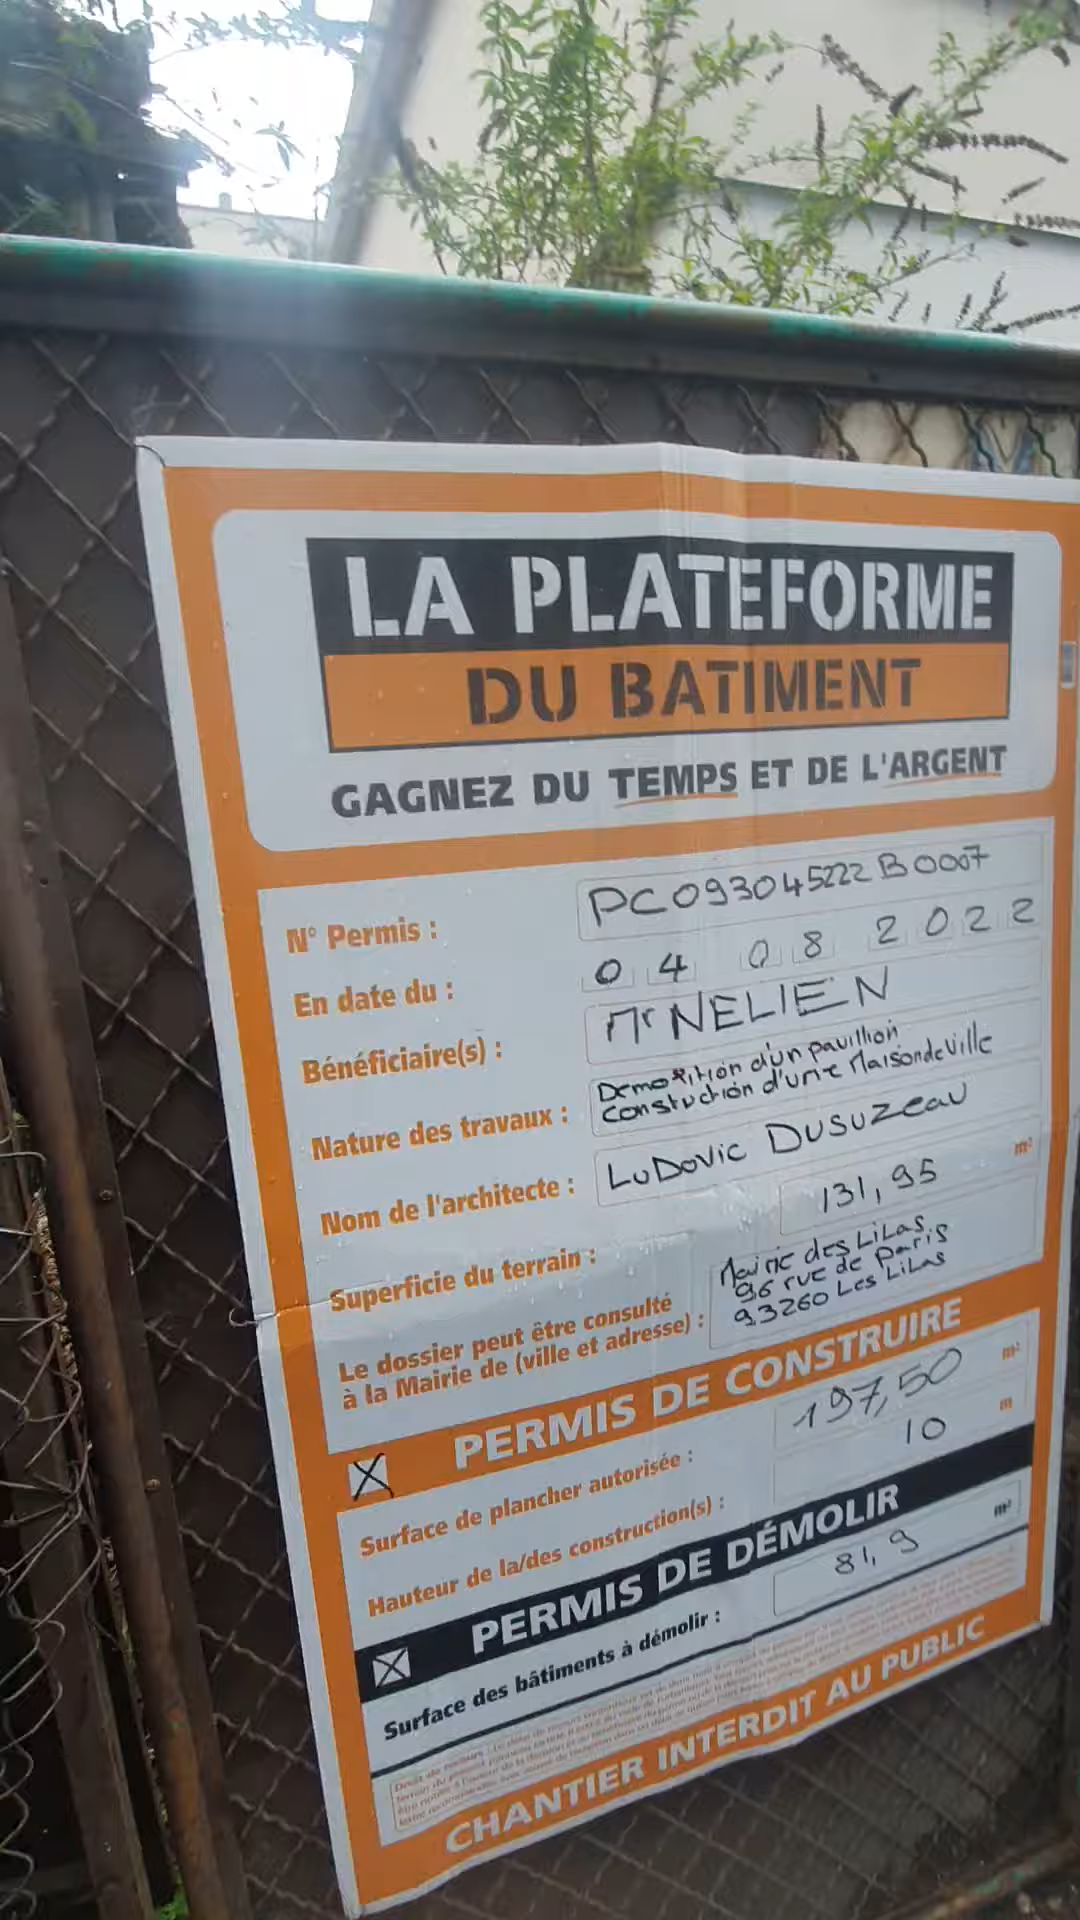 LA PLATEFORME
DU BATIMENT
GAGNEZ DU TEMPS ET DE L'ARGENT
N° Permis : PC093045222B0007
En date du : 04 08 2022
Bénéficiaire(s) : Mr NELIEN
Nature des travaux : Demolition d'un pavillion
construction d'une Maison de Ville
Nom de l'architecte : LuDovic DUSUZeau
Superficie du terrain : 131,95 m²
Le dossier peut être consulté
à la Mairie de (ville et adresse) : Mairie des LiLas
96 rue de Paris
93260 Les LiLas
PERMIS DE CONSTRUIRE
Surface de plancher autorisée : 197,50 m²
Hauteur de la/des construction(s) : 10 m
PERMIS DE DÉMOLIR
Surface des bâtiments à démolir : 81,9 m²
CHANTIER INTERDIT AU PUBLIC